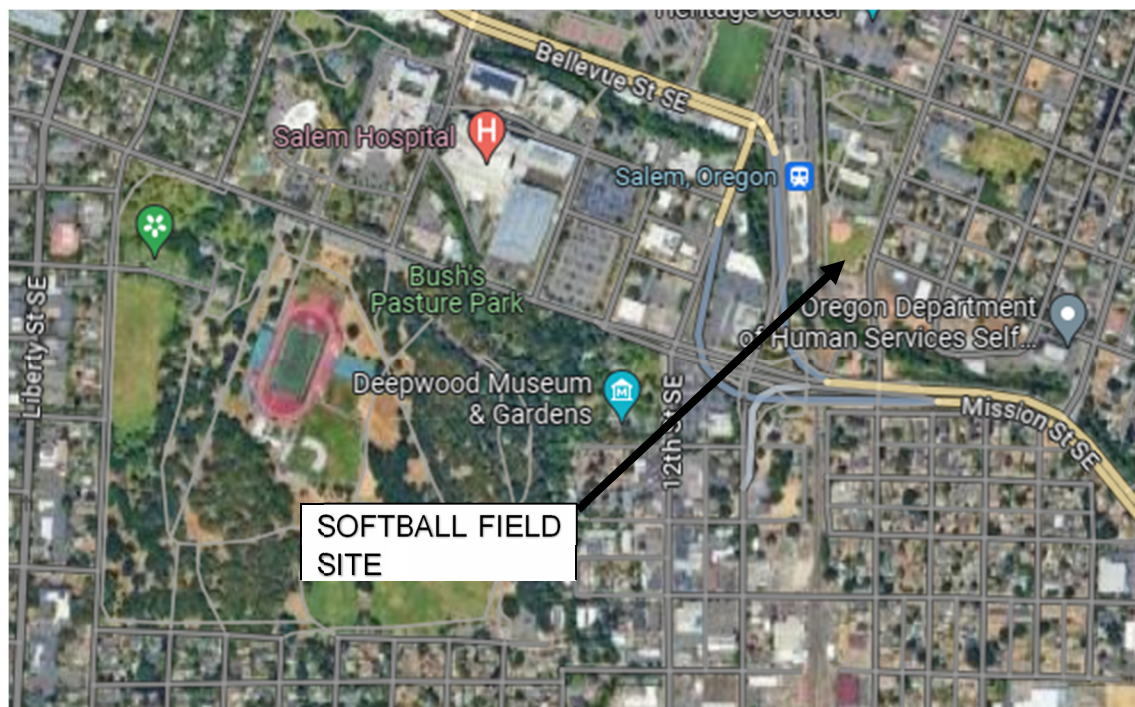 Heritage Center
Bellevue St SE
Salem Hospital
H
Salem, Oregon
Bush's
Pasture Park
Oregon Department
of Human Services Self...
Liberty St SE
Deepwood Museum
& Gardens
M
12th St SE
Mission St SE
SOFTBALL FIELD
SITE